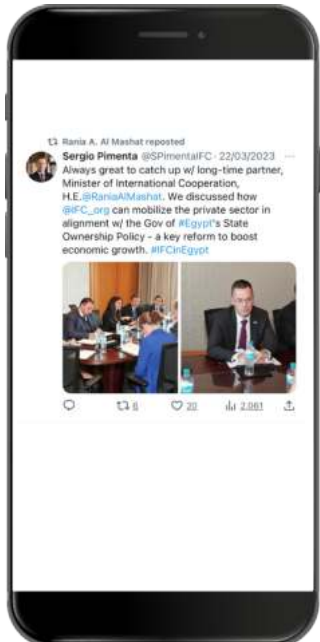 Rania A. Al Mashat reposted
Sergio Pimenta @SPimentaIFC · 22/03/2023 ...
Always great to catch up w/ long-time partner,
Minister of International Cooperation,
H.E.@RaniaAlMashat. We discussed how
@IFC_org can mobilize the private sector in
alignment w/ the Gov of #Egypt's State
Ownership Policy – a key reform to boost
economic growth. #IFCinEgypt
6 20 2,061